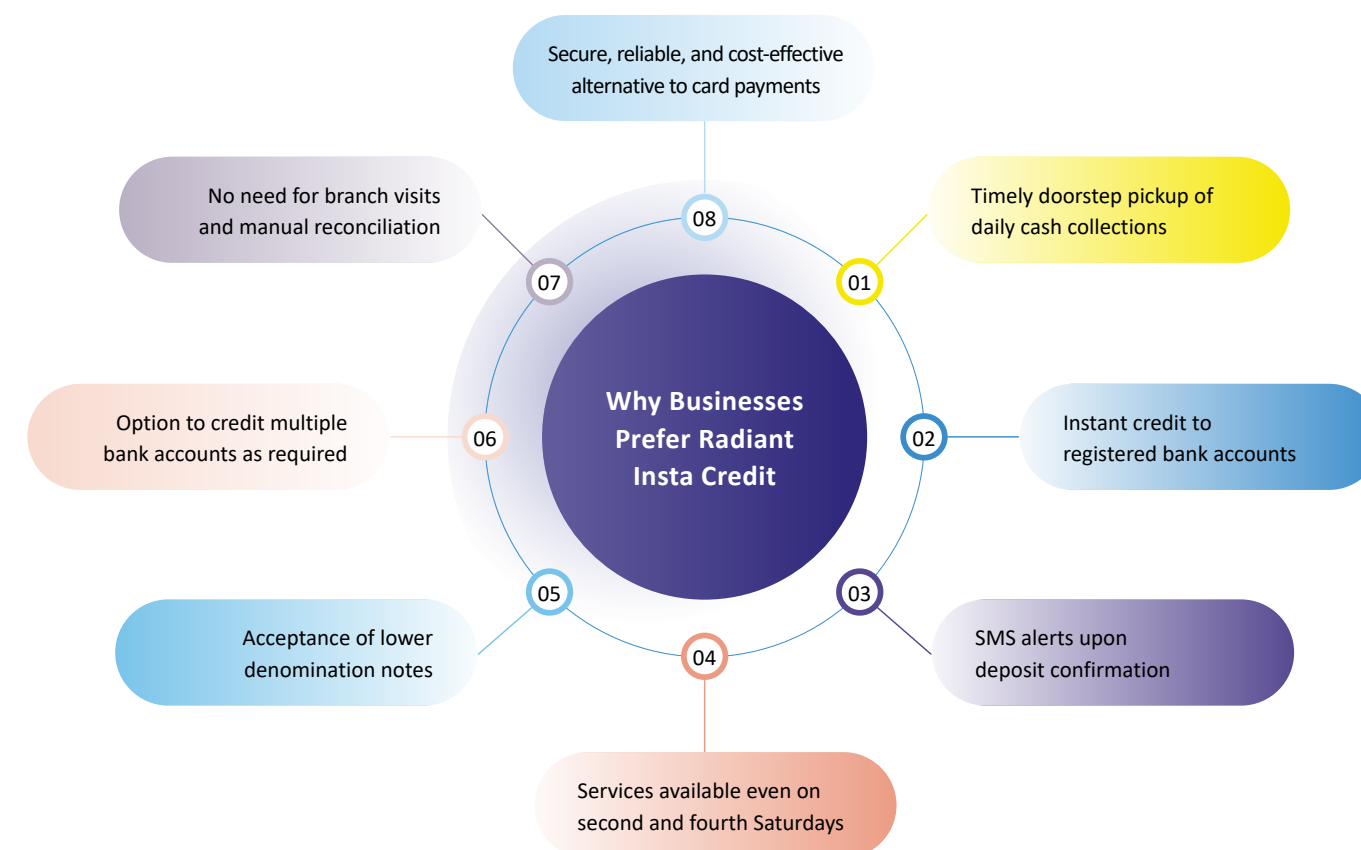 Why Businesses
Prefer Radiant
Insta Credit
01
Timely doorstep pickup of
daily cash collections
02
Instant credit to
registered bank accounts
03
SMS alerts upon
deposit confirmation
04
Services available even on
second and fourth Saturdays
05
Acceptance of lower
denomination notes
06
Option to credit multiple
bank accounts as required
07
No need for branch visits
and manual reconciliation
08
Secure, reliable, and cost-effective
alternative to card payments